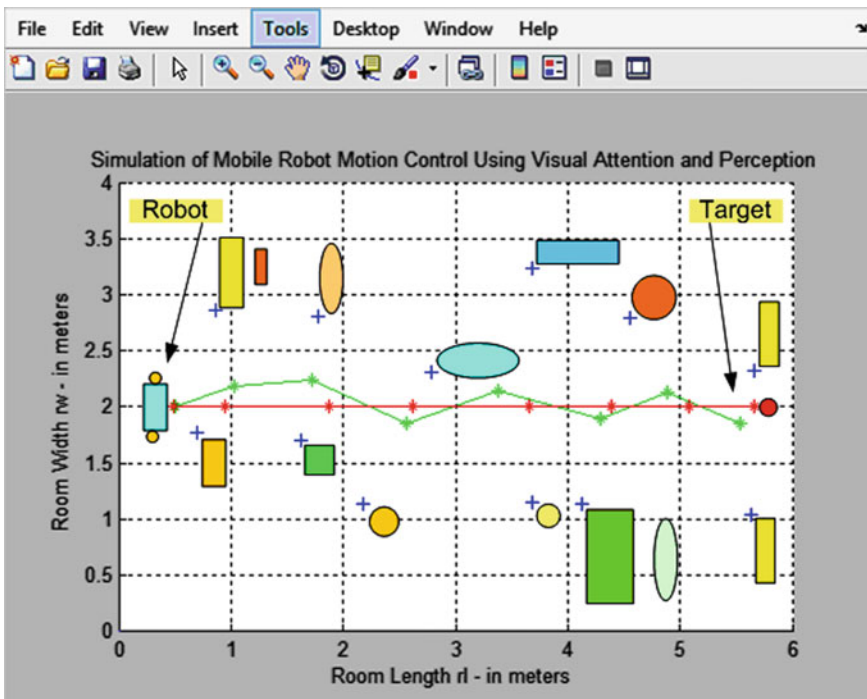 File Edit View Insert Tools Desktop Window Help
Simulation of Mobile Robot Motion Control Using Visual Attention and Perception
4
Robot
Target
3.5
3
2.5
2
1.5
1
0.5
0
Room Width rw - in meters
0 1 2 3 4 5 6
Room Length rl - in meters